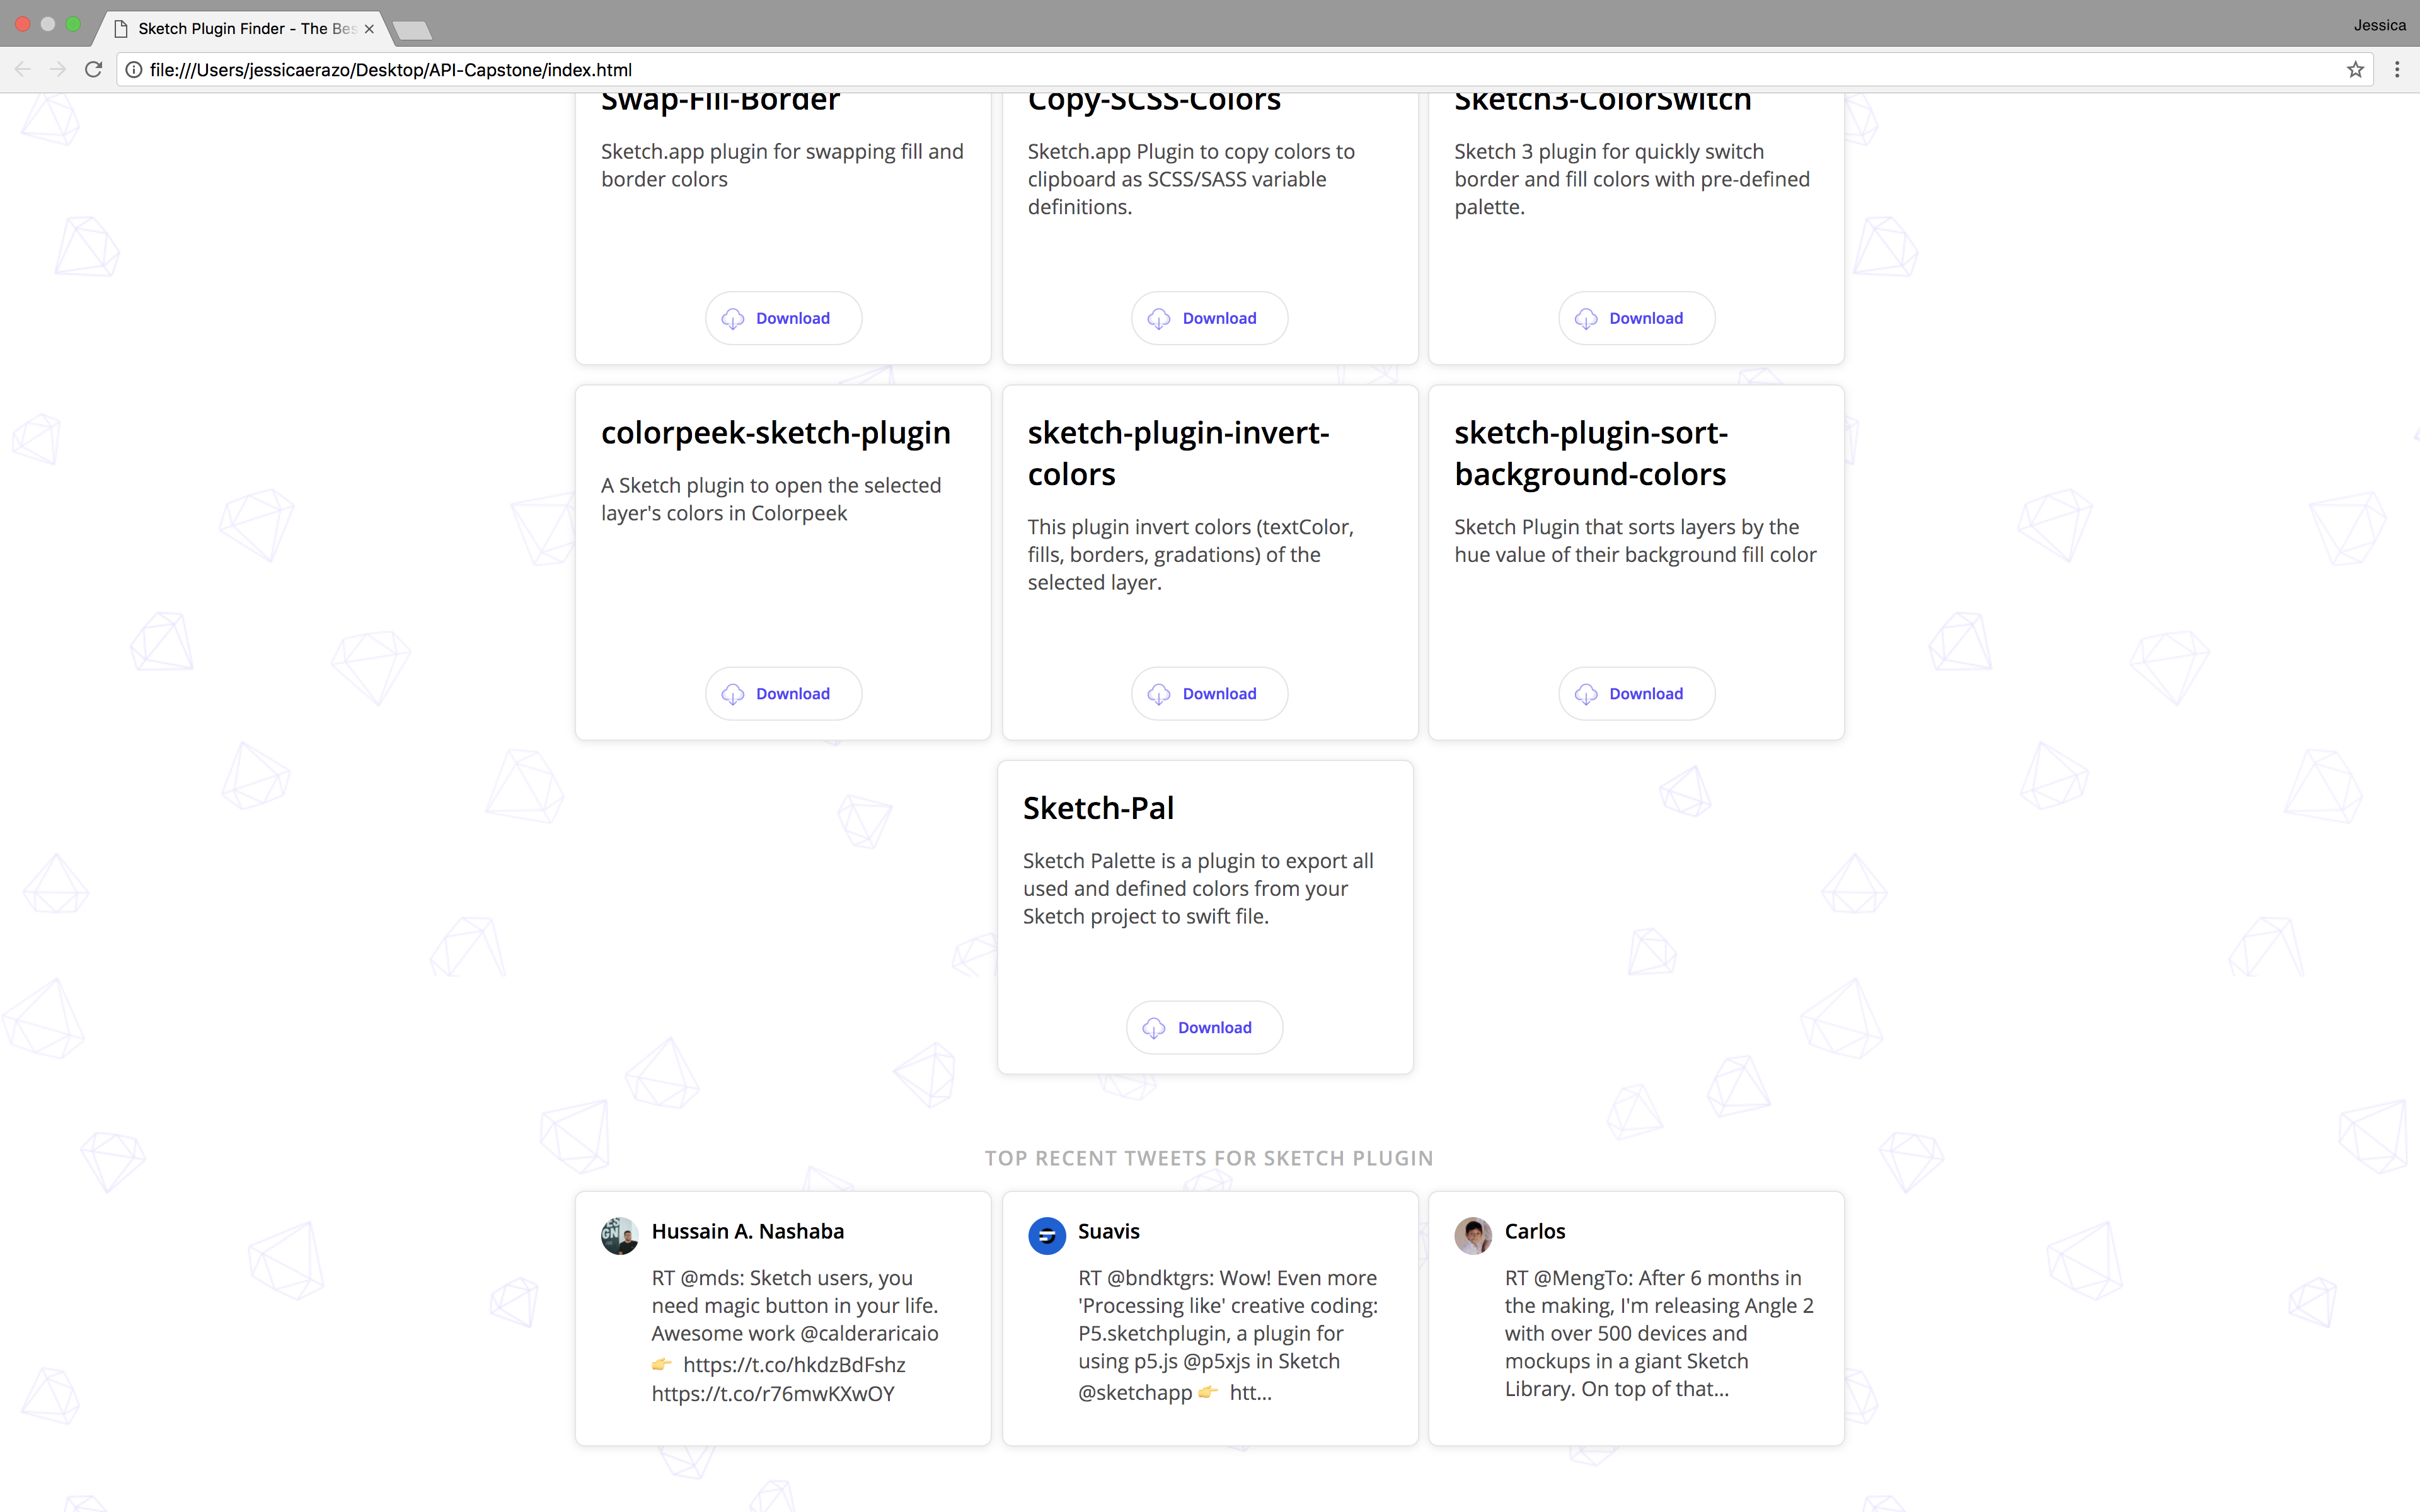 Sketch Plugin Finder - The Bes
Jessica
file:///Users/jessicaerazo/Desktop/API-Capstone/index.html
Swap-Fill-Border
Sketch.app plugin for swapping fill and
border colors
Download
Copy-SCSS-Colors
Sketch.app Plugin to copy colors to
clipboard as SCSS/SASS variable
definitions.
Download
Sketch3-ColorSwitch
Sketch 3 plugin for quickly switch
border and fill colors with pre-defined
palette.
Download
colorpeek-sketch-plugin
A Sketch plugin to open the selected
layer's colors in Colorpeek
Download
sketch-plugin-invert-
colors
This plugin invert colors (textColor,
fills, borders, gradations) of the
selected layer.
Download
sketch-plugin-sort-
background-colors
Sketch Plugin that sorts layers by the
hue value of their background fill color
Download
Sketch-Pal
Sketch Palette is a plugin to export all
used and defined colors from your
Sketch project to swift file.
Download
TOP RECENT TWEETS FOR SKETCH PLUGIN
Hussain A. Nashaba
RT @mds: Sketch users, you
need magic button in your life.
Awesome work @calderaricaio
👉 https://t.co/hkdzBdFshz
https://t.co/r76mwKXwOY
Suavis
RT @bndktgrs: Wow! Even more
'Processing like' creative coding:
P5.sketchplugin, a plugin for
using p5.js @p5xjs in Sketch
@sketchapp 👉 htt…
Carlos
RT @MengTo: After 6 months in
the making, I'm releasing Angle 2
with over 500 devices and
mockups in a giant Sketch
Library. On top of that…